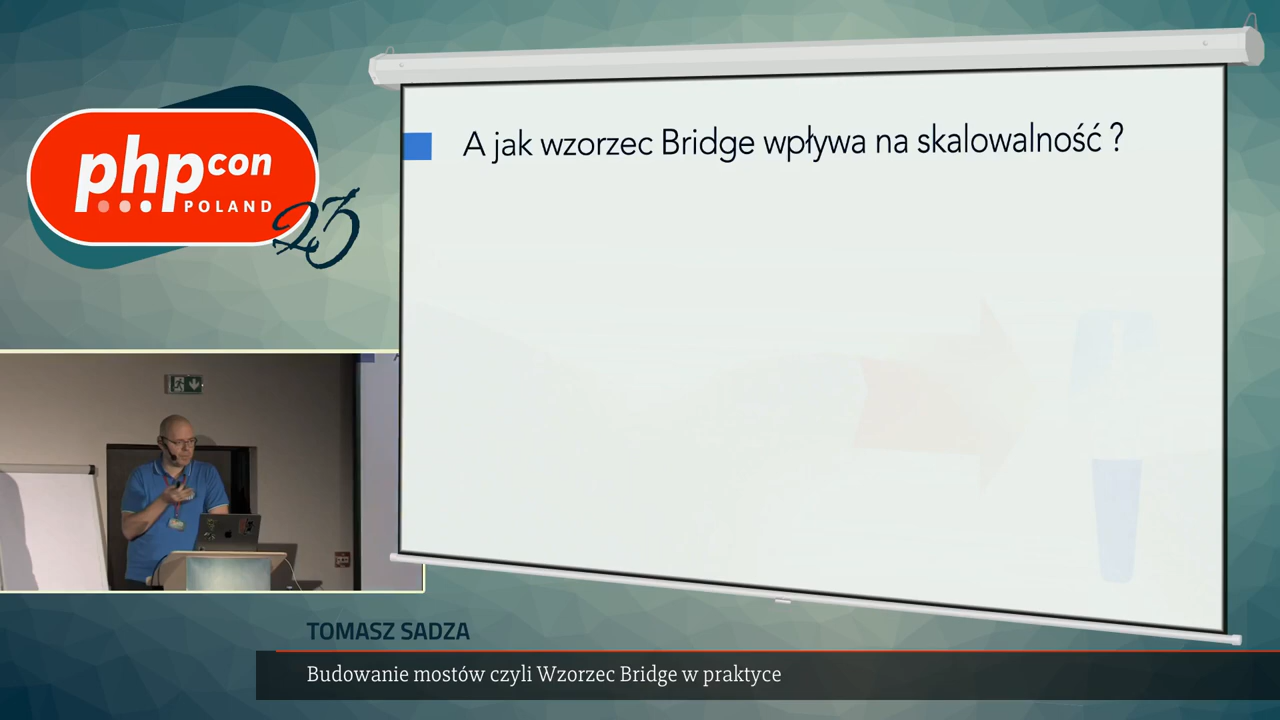 php con
POLAND
23
A jak wzorzec Bridge wpływa na skalowalność ?
TOMASZ SADZA
Budowanie mostów czyli Wzorzec Bridge w praktyce